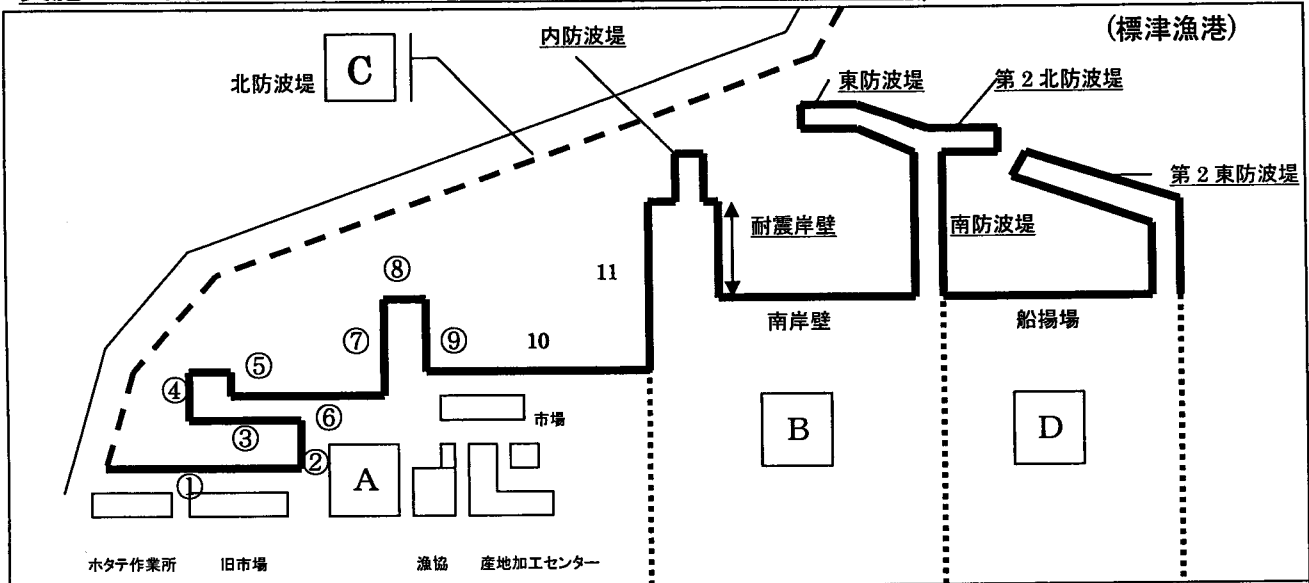 (標津漁港)
内防波堤
北防波堤
C
東防波堤
第2北防波堤
第2東防波堤
耐震岸壁
南防波堤
⑧
11
南岸壁
船揚場
⑦
⑨
10
⑤
④
⑥
市場
③
②
①
A
B
D
ホタテ作業所
旧市場
漁協
産地加工センター